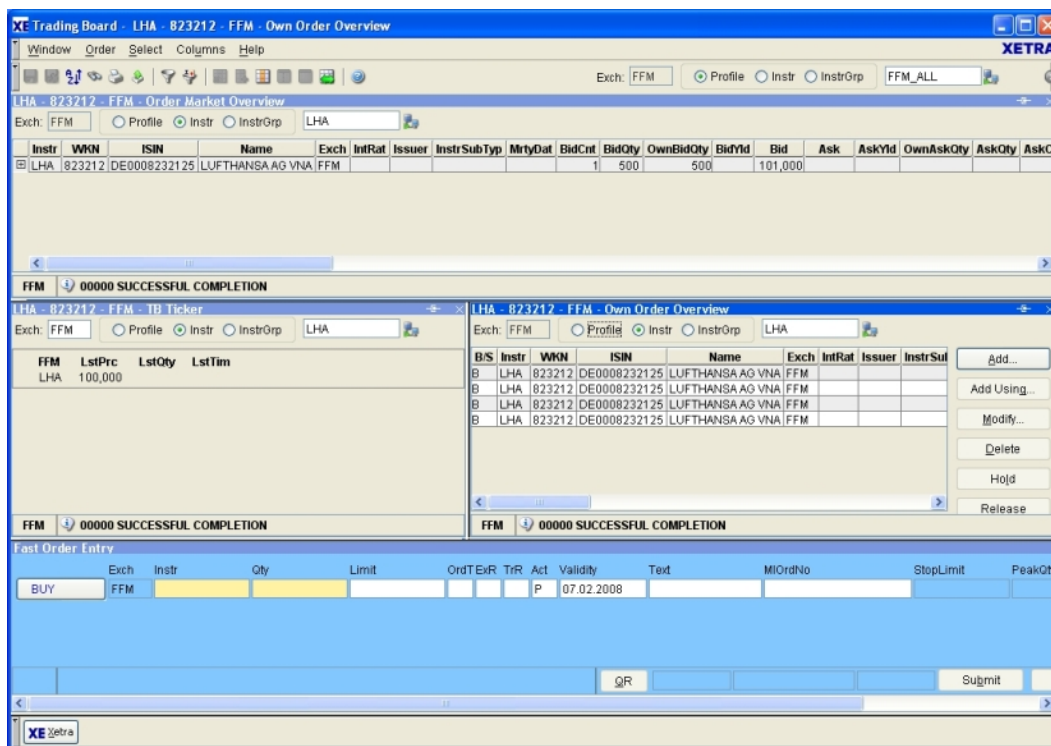 XE Trading Board - LHA - 823212 - FFM - Own Order Overview
Window Order Select Columns Help XETRA
Exch: FFM Profile Instr InstrGrp FFM_ALL
LHA - 823212 - FFM - Order Market Overview
Exch: FFM Profile Instr InstrGrp LHA
Instr WKN ISIN Name Exch IntRat Issuer InstrSubTyp MrtyDat BidCnt BidQty OwnBidQty BidYld Bid Ask AskYld OwnAskQty AskQty AskC
LHA 823212 DE0008232125 LUFTHANSA AG VNA FFM 1 500 500 101,000
FFM 00000 SUCCESSFUL COMPLETION
LHA - 823212 - FFM - TB Ticker
Exch: FFM Profile Instr InstrGrp LHA
FFM LstPrc LstQty LstTim
LHA 100,000
FFM 00000 SUCCESSFUL COMPLETION
LHA - 823212 - FFM - Own Order Overview
Exch: FFM Profile Instr InstrGrp LHA
B/S Instr WKN ISIN Name Exch IntRat Issuer InstrSul
B LHA 823212 DE0008232125 LUFTHANSA AG VNA FFM
B LHA 823212 DE0008232125 LUFTHANSA AG VNA FFM
B LHA 823212 DE0008232125 LUFTHANSA AG VNA FFM
B LHA 823212 DE0008232125 LUFTHANSA AG VNA FFM
Add...
Add Using...
Modify...
Delete
Hold
Release
FFM 00000 SUCCESSFUL COMPLETION
Fast Order Entry
Exch Instr Qty Limit OrdT ExR TrR Act Validity Text MIOrdNo StopLimit PeakQt
BUY FFM P 07.02.2008
QR Submit
XE Xetra